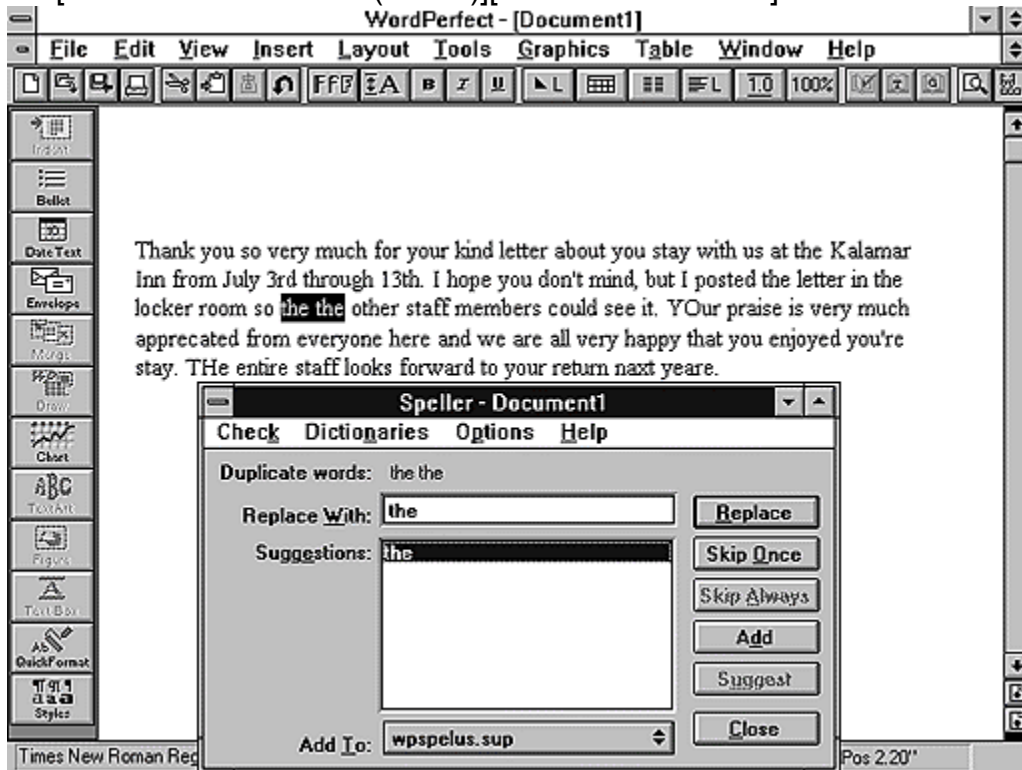 WordPerfect - [Document1]
File Edit View Insert Layout Tools Graphics Table Window Help
B I U L L 1.0 100%
Indent
Bullet
Date Text
Envelope
Merge
Draw
Chart
ABC
TextArt
Figure
A
Text Box
QuickFormat
Styles
Thank you so very much for your kind letter about you stay with us at the Kalamar
Inn from July 3rd through 13th. I hope you don't mind, but I posted the letter in the
locker room so the the other staff members could see it. YOur praise is very much
apprecated from everyone here and we are all very happy that you enjoyed you're
stay. THe entire staff looks forward to your return naxt yeare.
Speller - Document1
Check Dictionaries Options Help
Duplicate words: the the
Replace With: the
Replace
Suggestions: the
Skip Once
Skip Always
Add
Suggest
Close
Add To: wpspelus.sup
Times New Roman Reg
Pos 2.20"